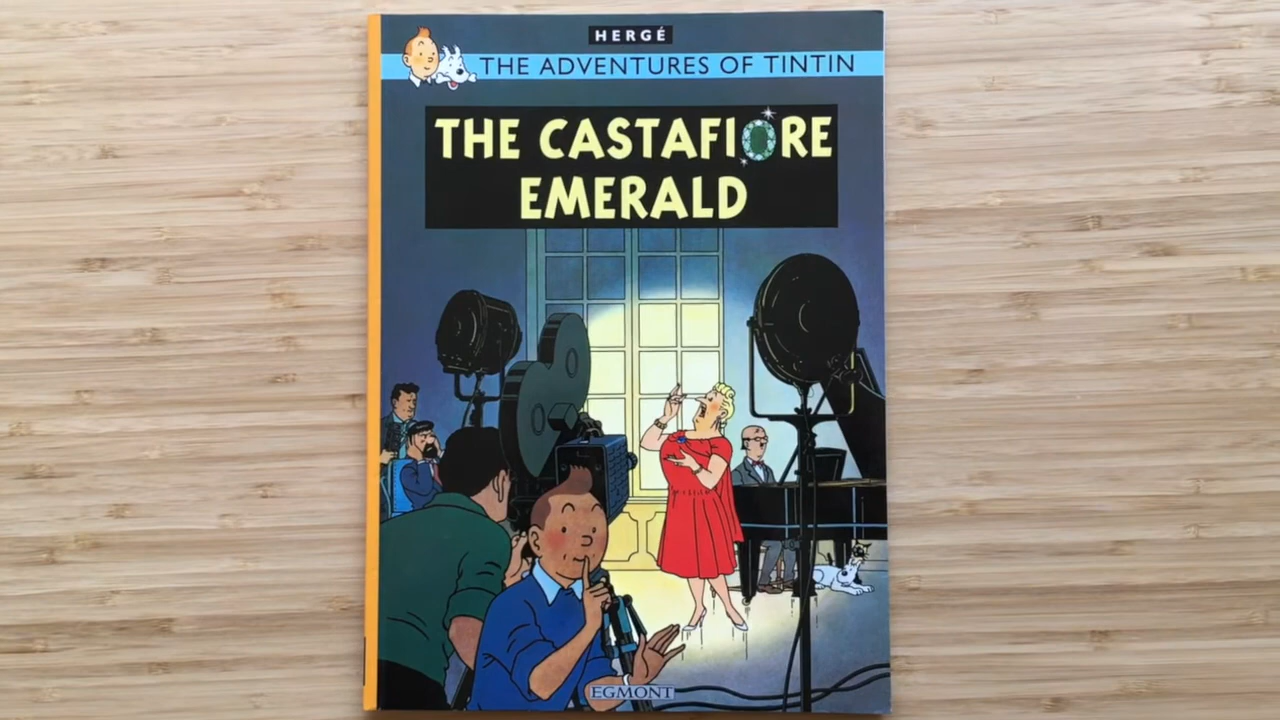 HERGÉ
THE ADVENTURES OF TINTIN
THE CASTAFIORE
EMERALD
EGMONT